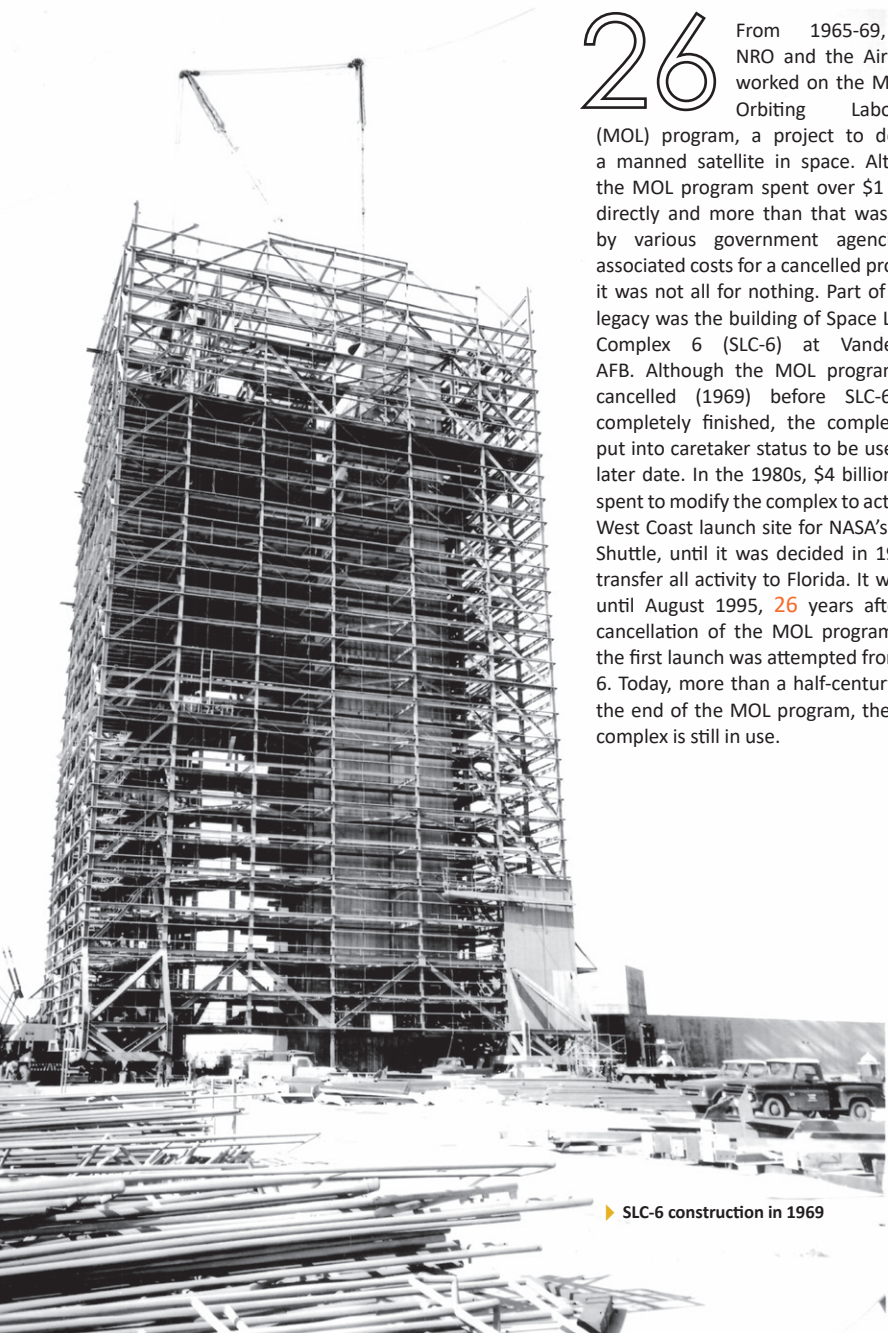 26
From 1965-69,
NRO and the Air
worked on the M
Orbiting Labo
(MOL) program, a project to de
a manned satellite in space. Alt
the MOL program spent over $1
directly and more than that was
by various government agenci
associated costs for a cancelled pro
it was not all for nothing. Part of
legacy was the building of Space L
Complex 6 (SLC-6) at Vande
AFB. Although the MOL program
cancelled (1969) before SLC-6
completely finished, the comple
put into caretaker status to be use
later date. In the 1980s, $4 billion
spent to modify the complex to act
West Coast launch site for NASA’s
Shuttle, until it was decided in 19
transfer all activity to Florida. It w
until August 1995, 26 years afte
cancellation of the MOL program
the first launch was attempted fro
6. Today, more than a half-centur
the end of the MOL program, the
complex is still in use.
SLC-6 construction in 1969